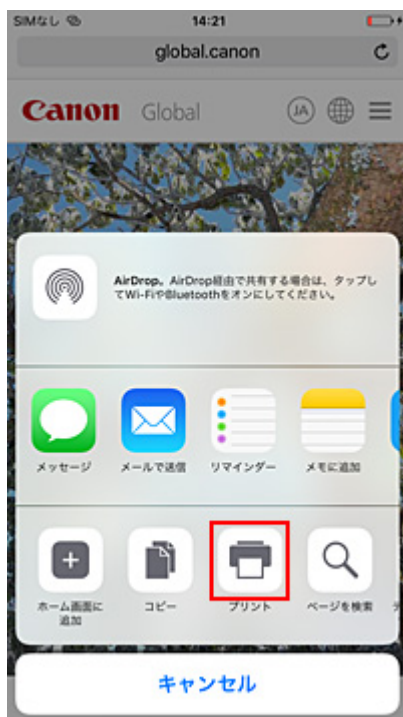 SIMなし 14:21
global.canon
Canon Global JA
AirDrop。AirDrop経由で共有する場合は、タップし
てWi-FiやBluetoothをオンにしてください。
メッセージ メールで送信 リマインダー メモに追加
ホーム画面に コピー プリント ページを検索
追加
キャンセル